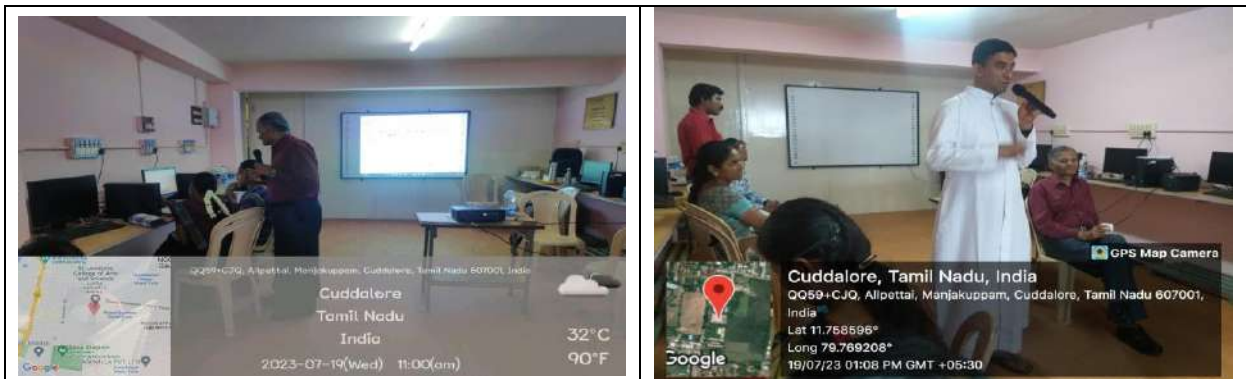 QQ59+CJQ, Allpettai, Manjakuppam, Cuddalore, Tamil Nadu 607001, India
Cuddalore
Tamil Nadu
India
2023-07-19(Wed) 11:00(am)
32°C
90°F
Google
GPS Map Camera
Cuddalore, Tamil Nadu, India
QQ59+CJQ, Allpettai, Manjakuppam, Cuddalore, Tamil Nadu 607001,
India
Lat 11.758596°
Long 79.769208°
19/07/23 01:08 PM GMT +05:30
Google